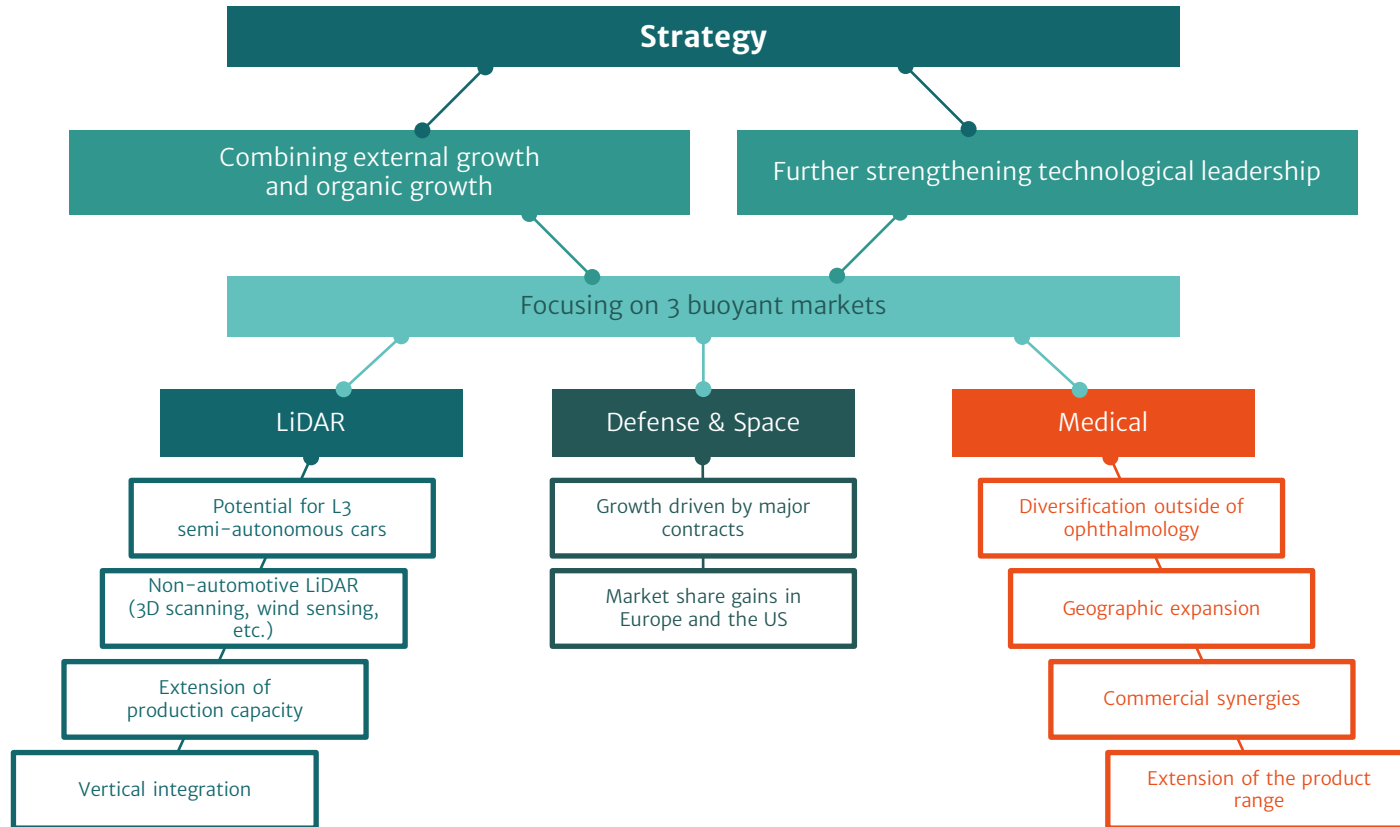 Strategy
Combining external growth
and organic growth
Further strengthening technological leadership
Focusing on 3 buoyant markets
LiDAR
Potential for L3
semi-autonomous cars
Non-automotive LiDAR
(3D scanning, wind sensing,
etc.)
Extension of
production capacity
Vertical integration
Defense & Space
Growth driven by major
contracts
Market share gains in
Europe and the US
Medical
Diversification outside of
ophthalmology
Geographic expansion
Commercial synergies
Extension of the product
range